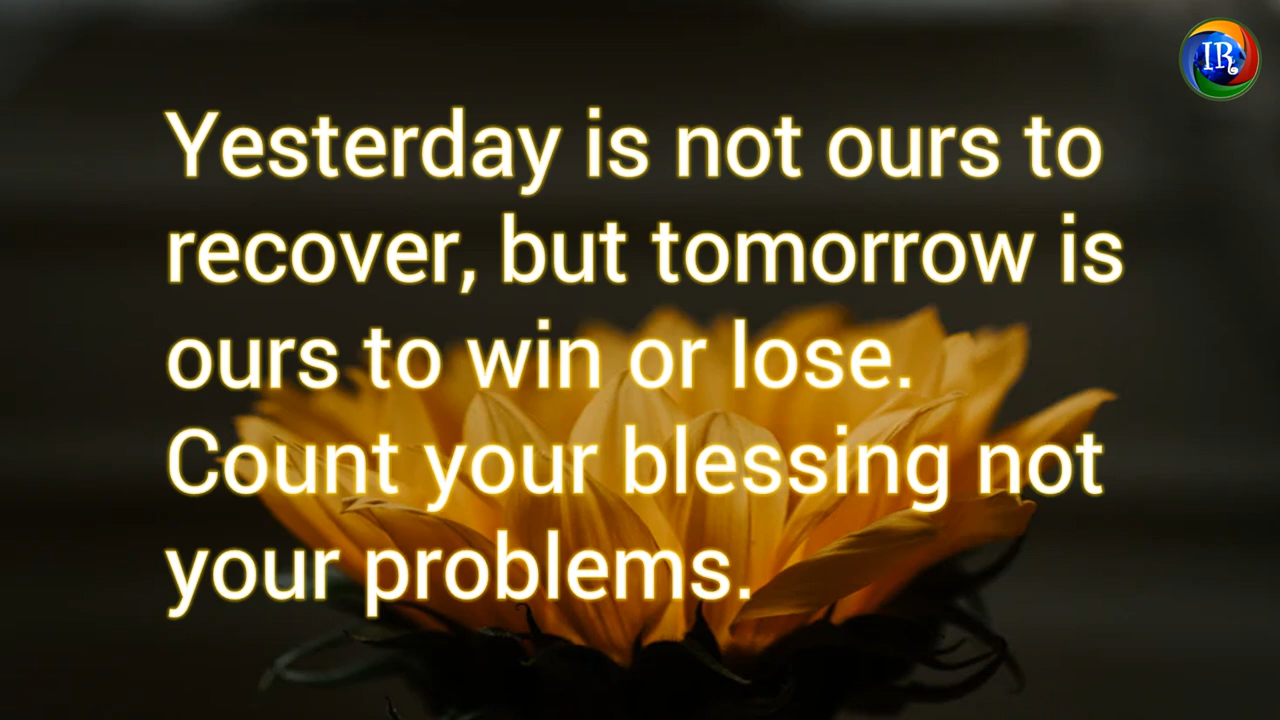 IR
Yesterday is not ours to
recover, but tomorrow is
ours to win or lose.
Count your blessing not
your problems.